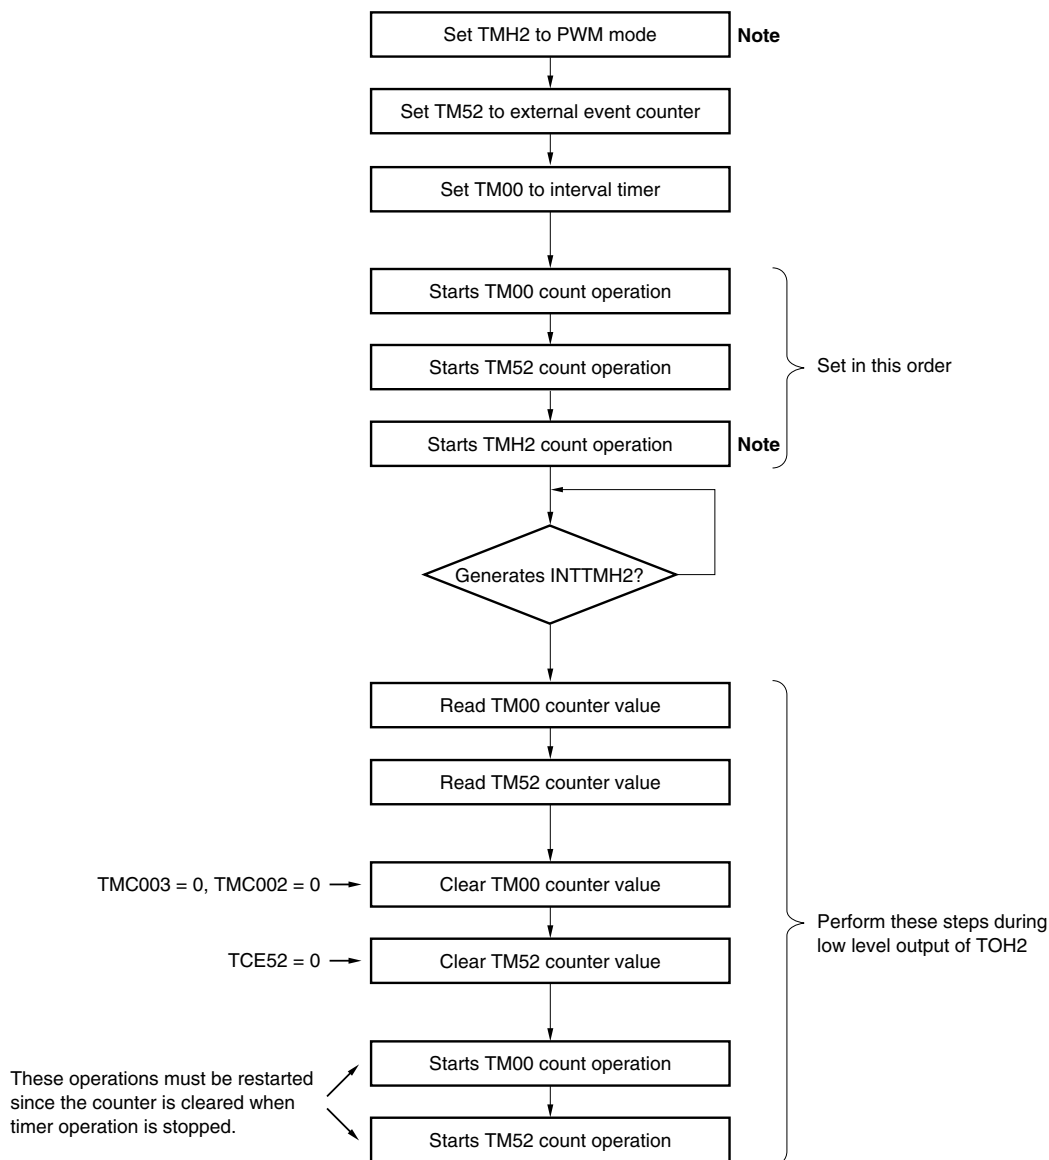 Set TMH2 to PWM mode
Note
Set TM52 to external event counter
Set TM00 to interval timer
Starts TM00 count operation
Starts TM52 count operation
Set in this order
Starts TMH2 count operation
Note
Generates INTTMH2?
Read TM00 counter value
Read TM52 counter value
TMC003 = 0, TMC002 = 0
Clear TM00 counter value
TCE52 = 0
Clear TM52 counter value
Perform these steps during
low level output of TOH2
Starts TM00 count operation
These operations must be restarted
since the counter is cleared when
timer operation is stopped.
Starts TM52 count operation